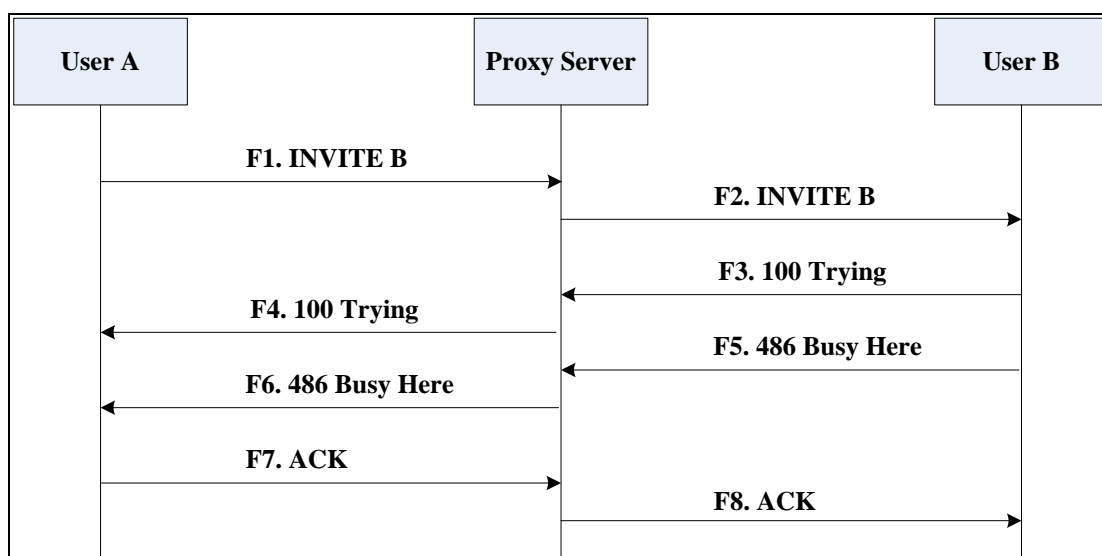 User A
Proxy Server
User B
F1. INVITE B
F2. INVITE B
F3. 100 Trying
F4. 100 Trying
F5. 486 Busy Here
F6. 486 Busy Here
F7. ACK
F8. ACK